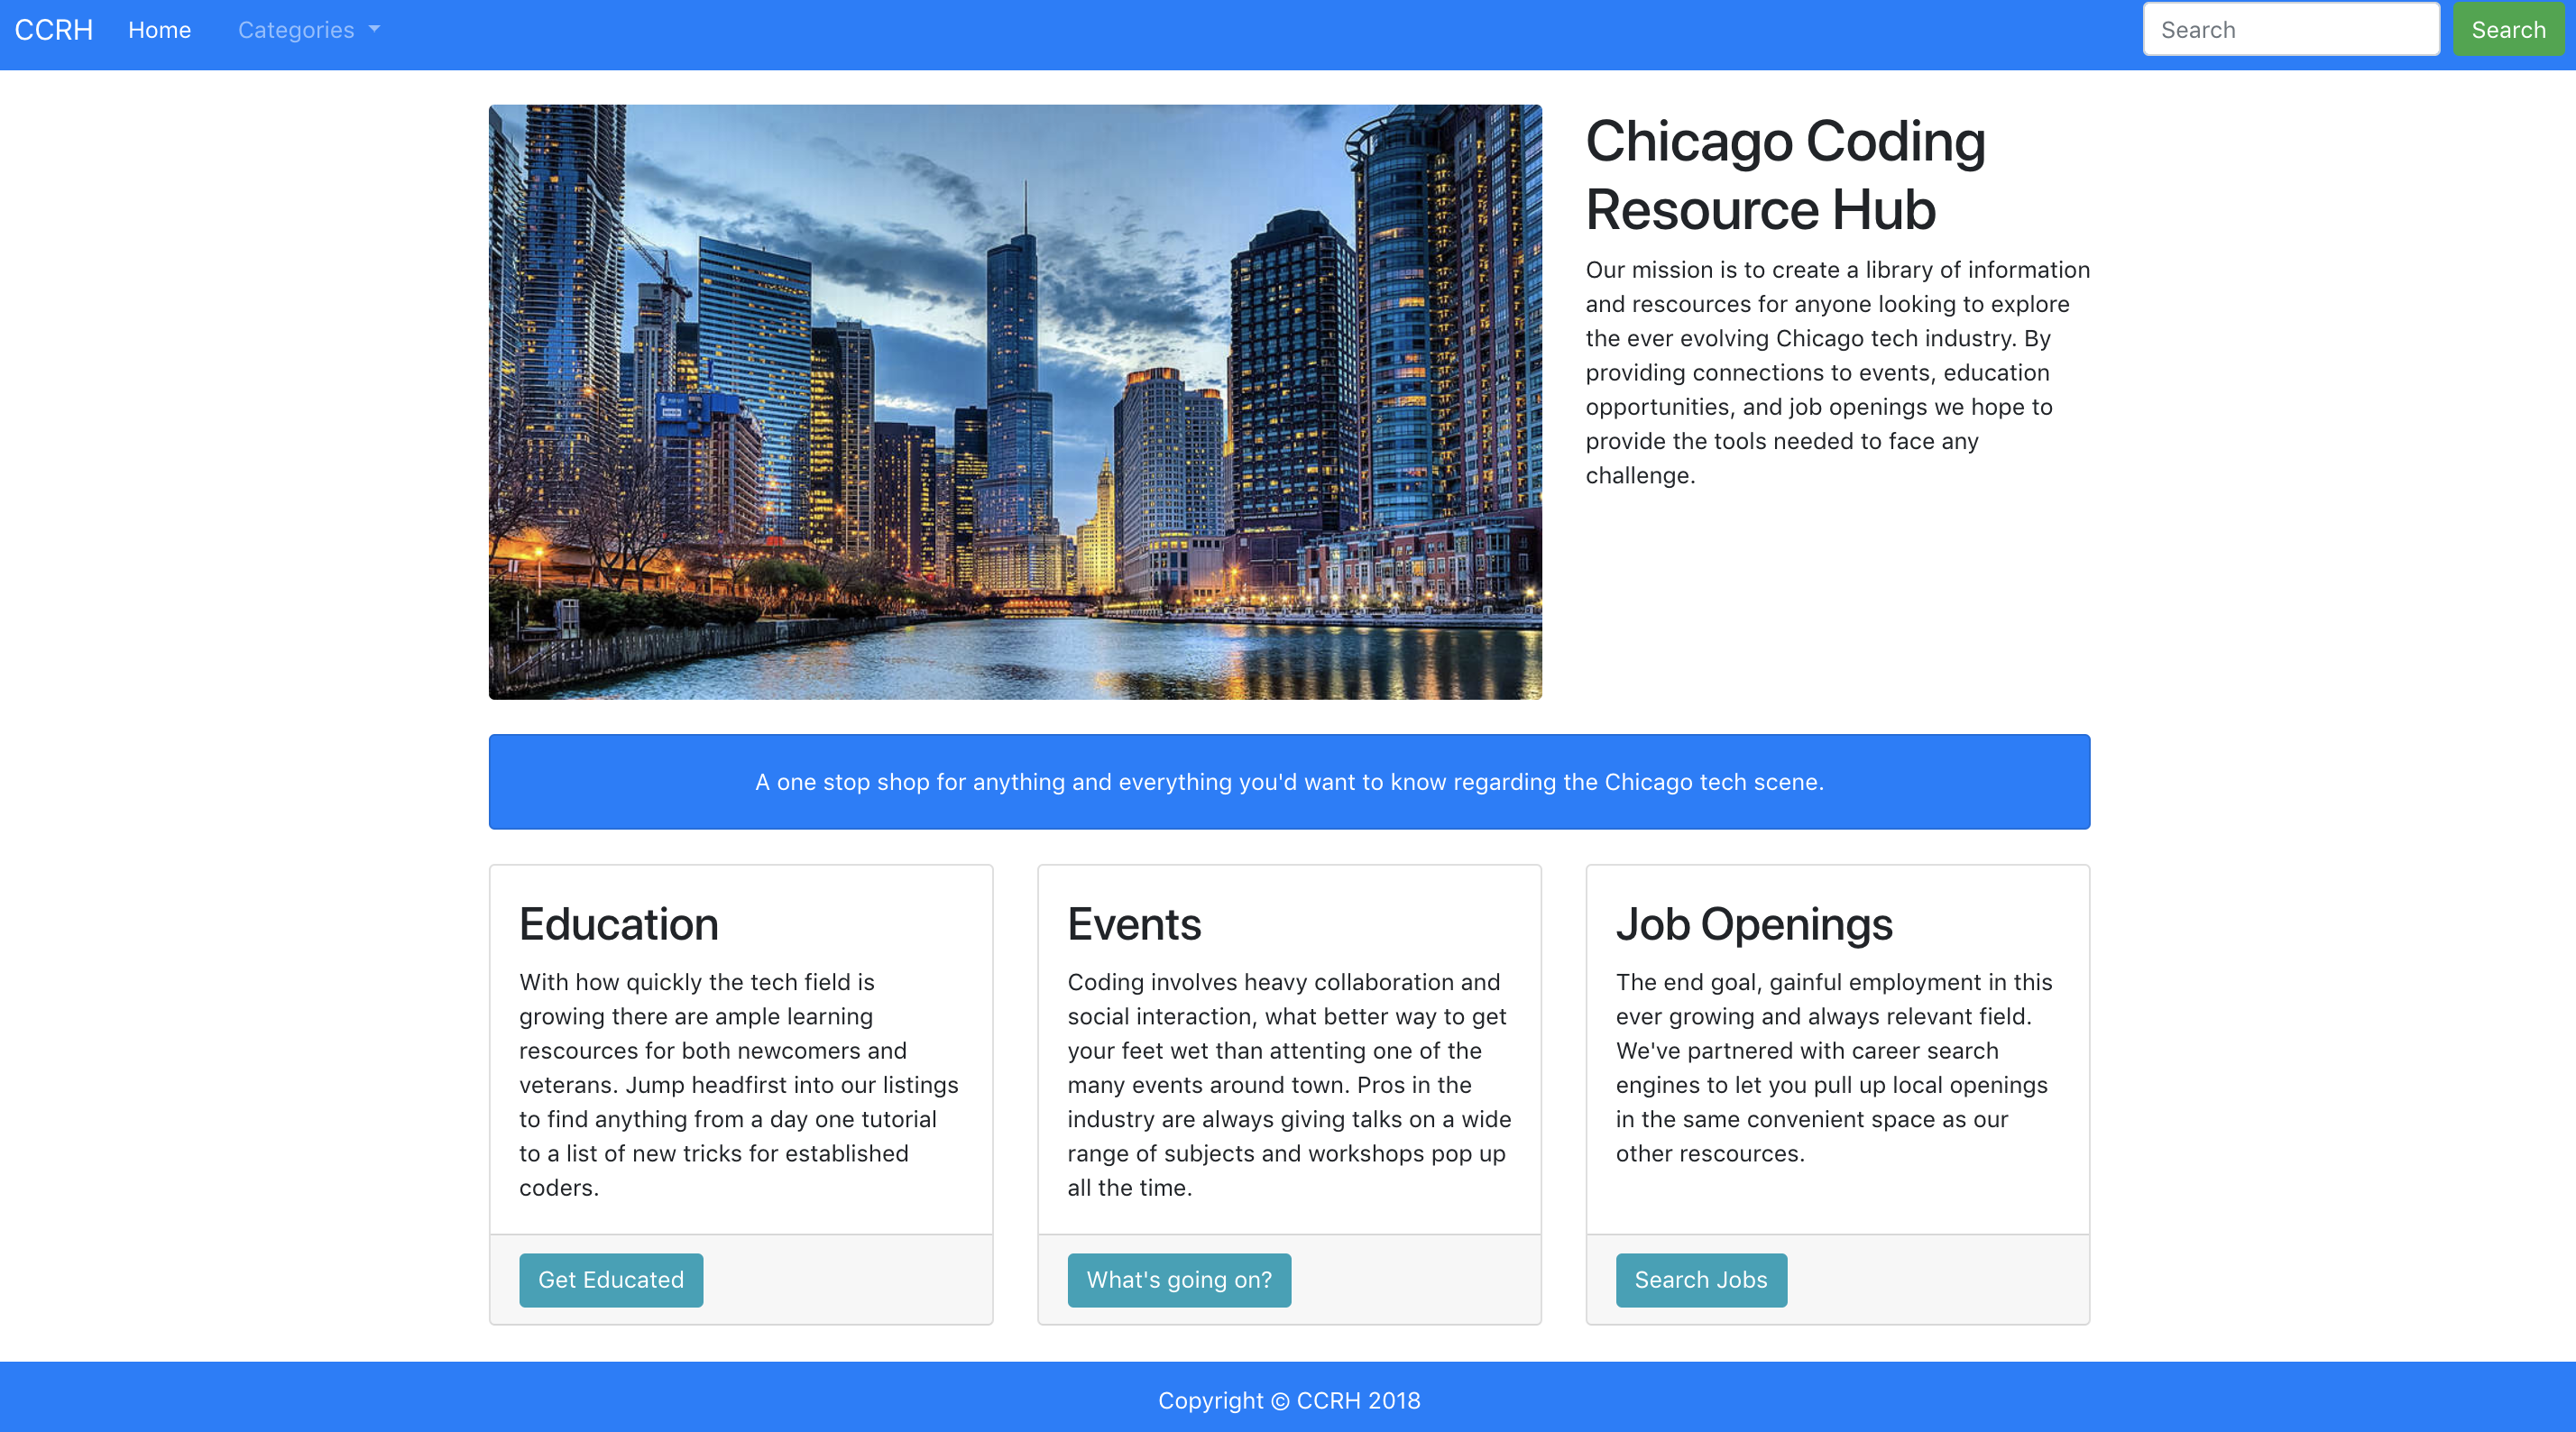 CCRH Home Categories Search Search
Chicago Coding
Resource Hub
Our mission is to create a library of information
and rescources for anyone looking to explore
the ever evolving Chicago tech industry. By
providing connections to events, education
opportunities, and job openings we hope to
provide the tools needed to face any
challenge.
A one stop shop for anything and everything you'd want to know regarding the Chicago tech scene.
Education
With how quickly the tech field is
growing there are ample learning
rescources for both newcomers and
veterans. Jump headfirst into our listings
to find anything from a day one tutorial
to a list of new tricks for established
coders.
Get Educated
Events
Coding involves heavy collaboration and
social interaction, what better way to get
your feet wet than attenting one of the
many events around town. Pros in the
industry are always giving talks on a wide
range of subjects and workshops pop up
all the time.
What's going on?
Job Openings
The end goal, gainful employment in this
ever growing and always relevant field.
We've partnered with career search
engines to let you pull up local openings
in the same convenient space as our
other rescources.
Search Jobs
Copyright © CCRH 2018